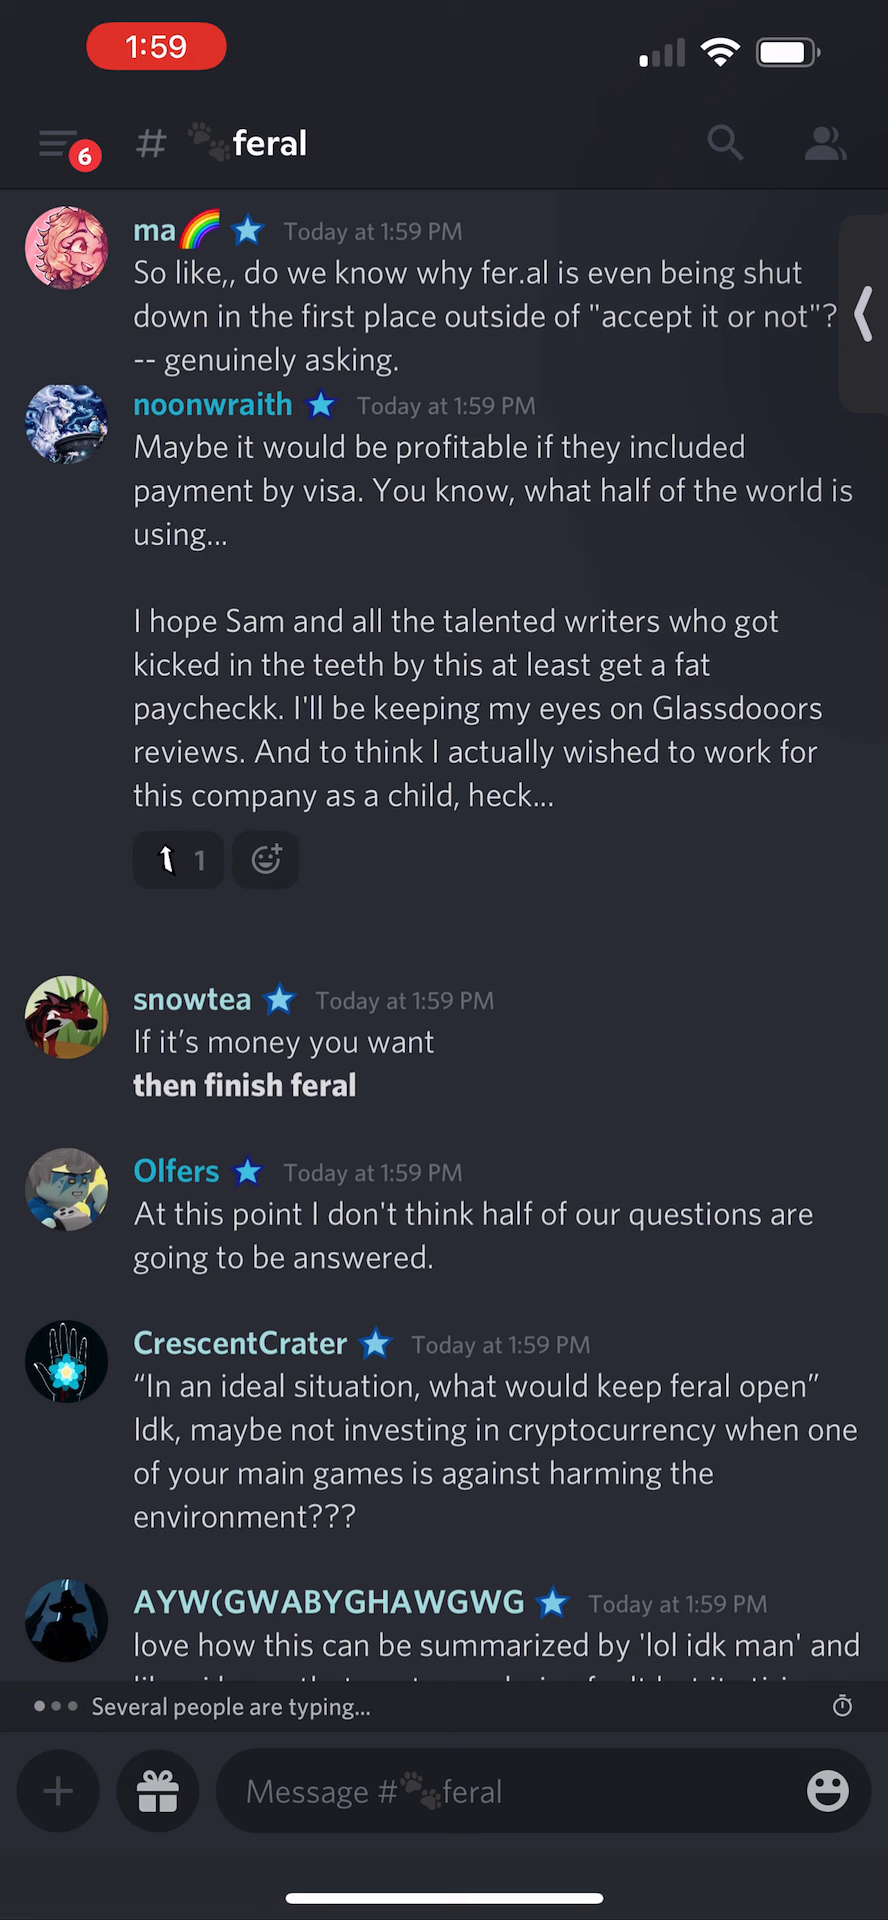 1:59
6
# 🐾feral
ma🌈 Today at 1:59 PM
So like,, do we know why fer.al is even being shut
down in the first place outside of "accept it or not"?
-- genuinely asking.
noonwraith Today at 1:59 PM
Maybe it would be profitable if they included
payment by visa. You know, what half of the world is
using...
I hope Sam and all the talented writers who got
kicked in the teeth by this at least get a fat
paycheckk. I'll be keeping my eyes on Glassdooors
reviews. And to think I actually wished to work for
this company as a child, heck...
1
snowtea Today at 1:59 PM
If it’s money you want
then finish feral
Olfers Today at 1:59 PM
At this point I don't think half of our questions are
going to be answered.
CrescentCrater Today at 1:59 PM
“In an ideal situation, what would keep feral open”
Idk, maybe not investing in cryptocurrency when one
of your main games is against harming the
environment???
AYW(GWABYGHAWGWG Today at 1:59 PM
love how this can be summarized by 'lol idk man' and
Several people are typing...
Message #🐾feral